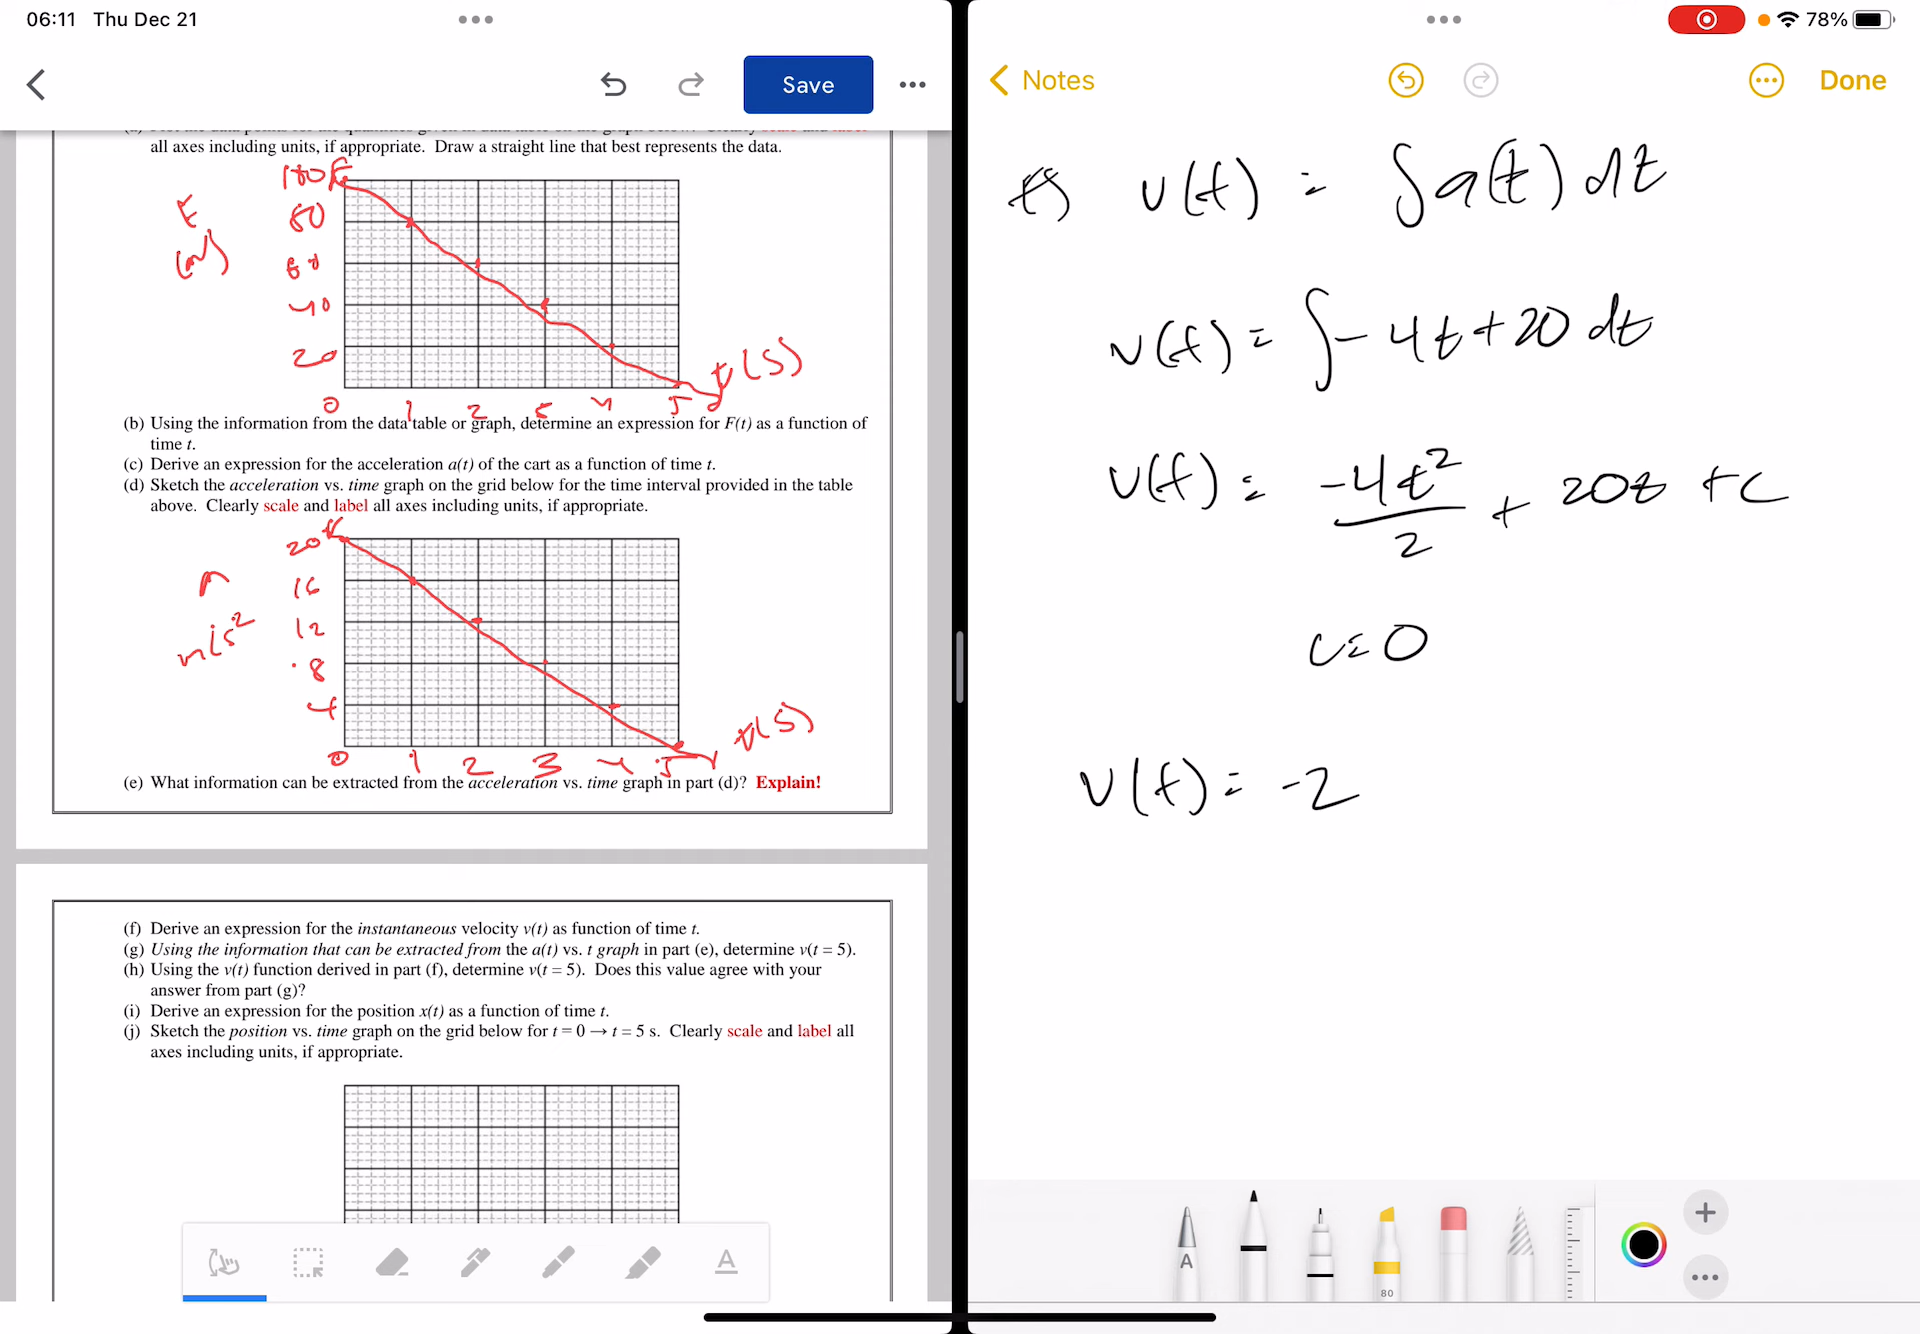 06:11 Thu Dec 21
78%
Save
Notes
Done
all axes including units, if appropriate. Draw a straight line that best represents the data.
80
40
20
t(s)
0 1 2 4 5
(b) Using the information from the data table or graph, determine an expression for F(t) as a function of
time t.
(c) Derive an expression for the acceleration a(t) of the cart as a function of time t.
(d) Sketch the acceleration vs. time graph on the grid below for the time interval provided in the table
above. Clearly scale and label all axes including units, if appropriate.
20
16
m/s²
12
8
4
t(s)
0 1 2 3 4 5
(e) What information can be extracted from the acceleration vs. time graph in part (d)? Explain!
(f) Derive an expression for the instantaneous velocity v(t) as function of time t.
(g) Using the information that can be extracted from the a(t) vs. t graph in part (e), determine v(t = 5).
(h) Using the v(t) function derived in part (f), determine v(t = 5). Does this value agree with your
answer from part (g)?
(i) Derive an expression for the position x(t) as a function of time t.
(j) Sketch the position vs. time graph on the grid below for t = 0 → t = 5 s. Clearly scale and label all
axes including units, if appropriate.
A
f) v(t) = ∫a(t) dt
v(t) = ∫-4t+20 dt
v(t) = -4t²/2 + 20t + c
c=0
v(t) = -2
A
80